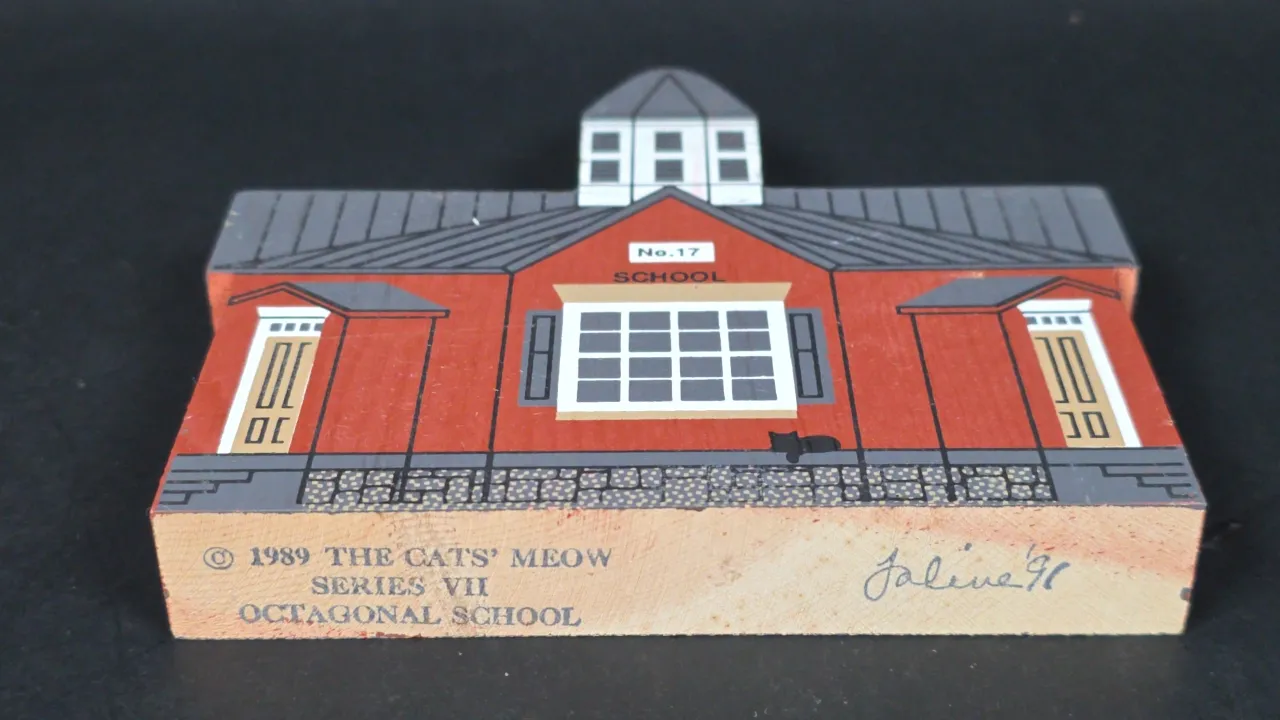 No.17
SCHOOL
© 1989 THE CATS' MEOW
SERIES VII
OCTAGONAL SCHOOL
Faline '91